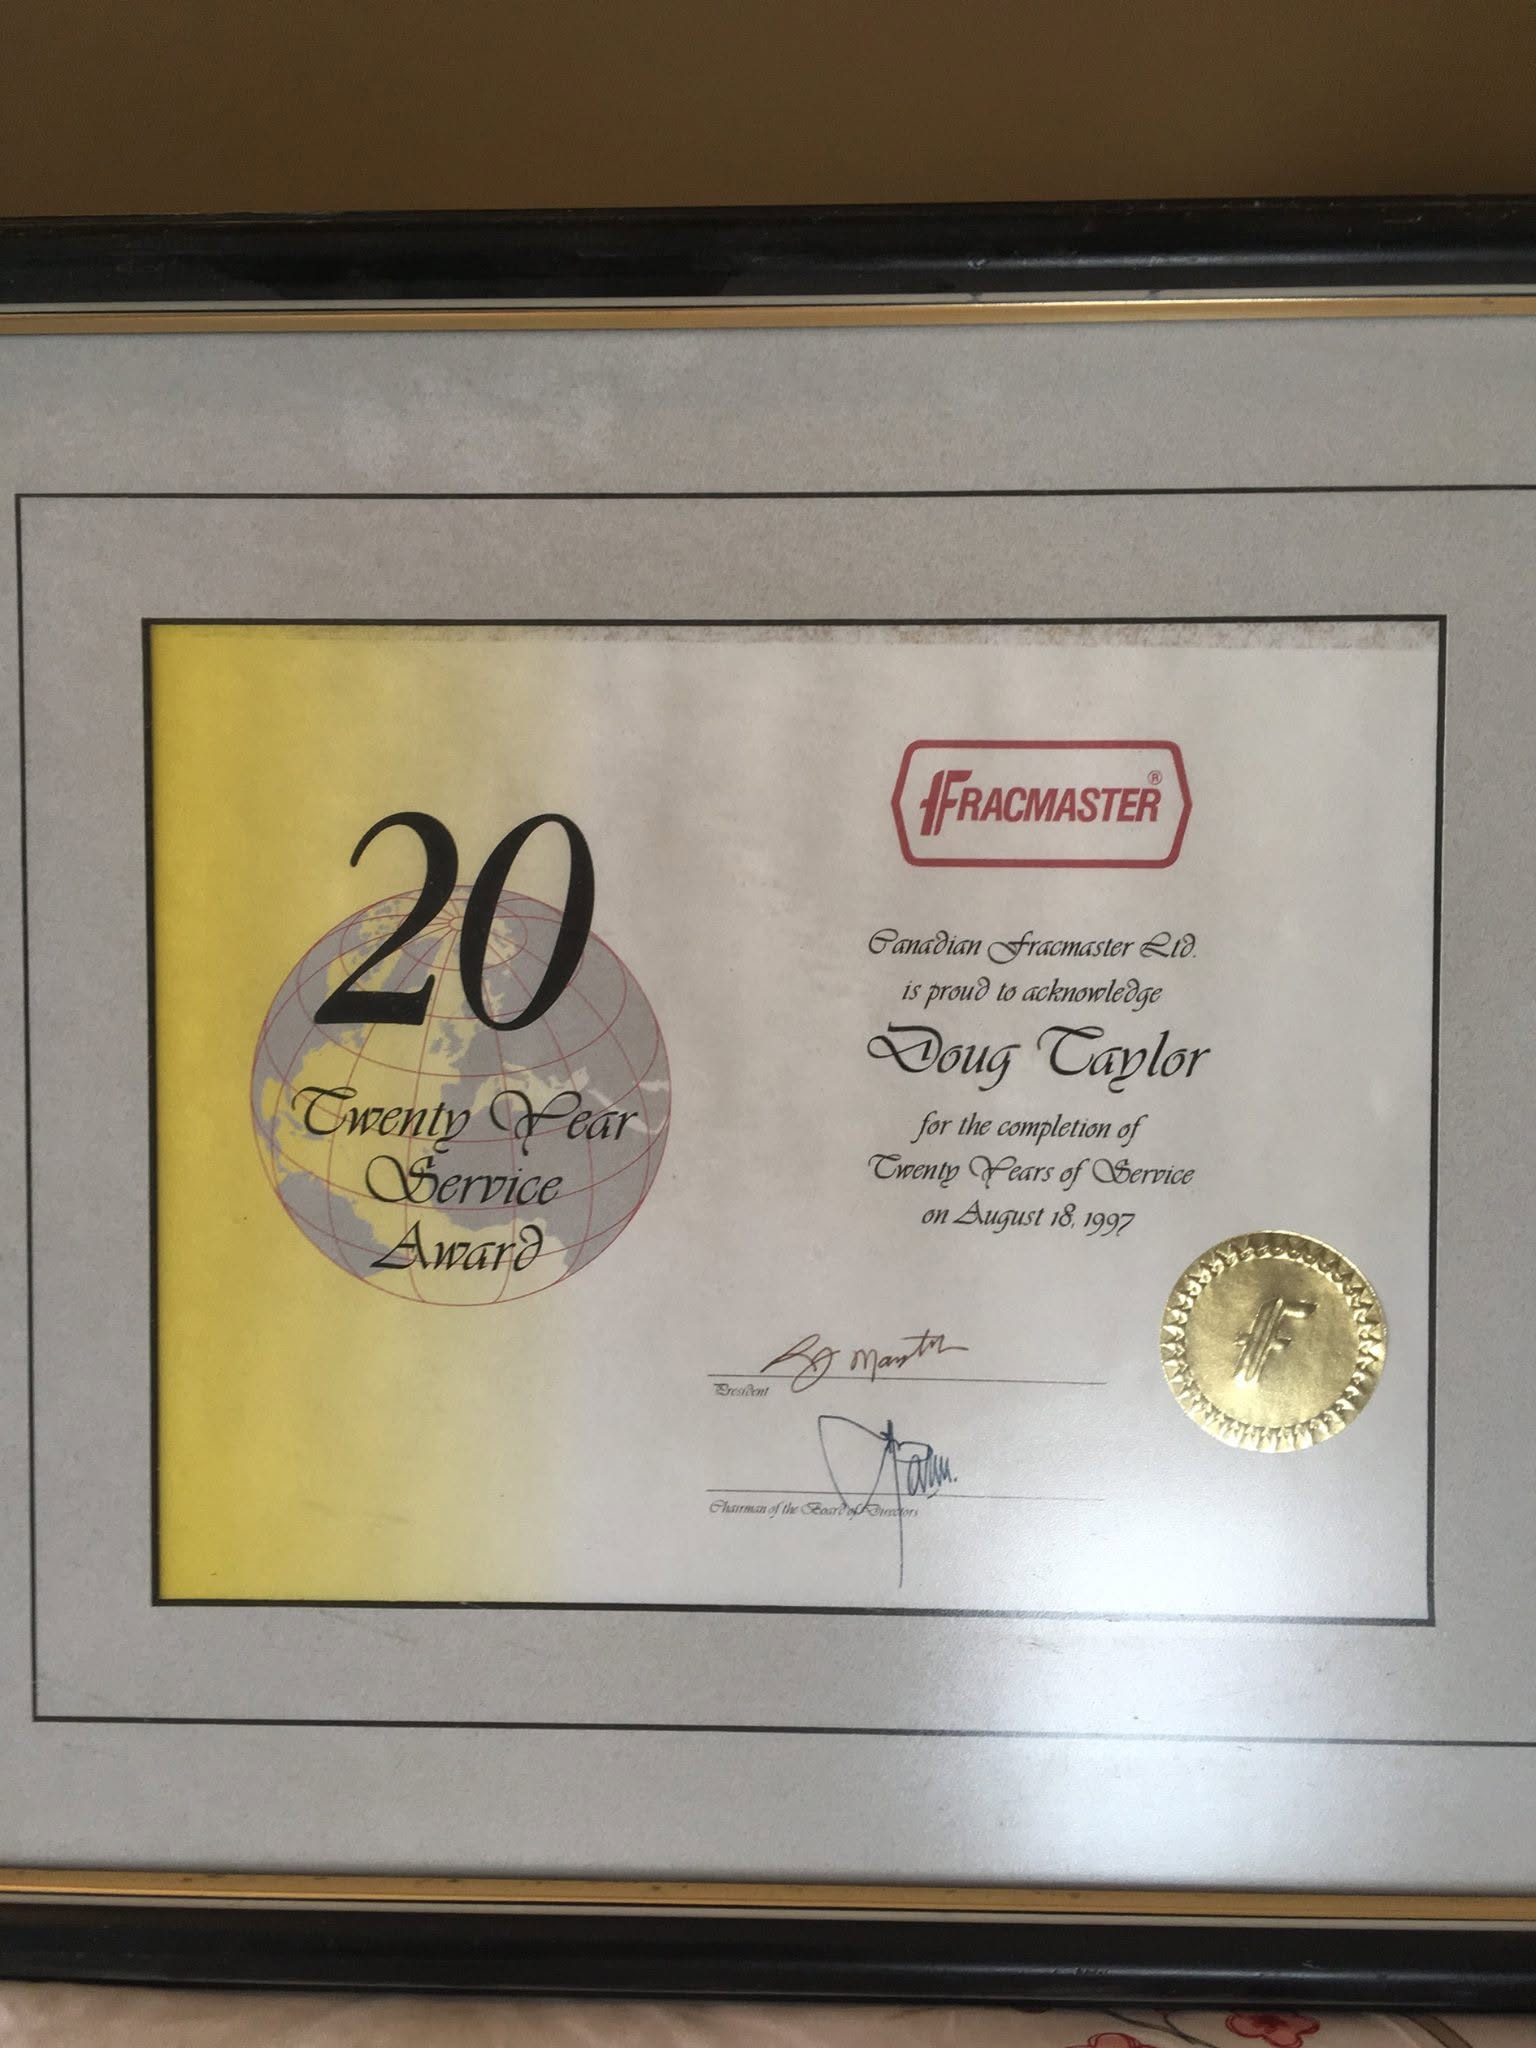 20
Twenty Year
Service
Award
FRACMASTER®
Canadian Fracmaster Ltd.
is proud to acknowledge
Doug Taylor
for the completion of
Twenty Years of Service
on August 18, 1997
President
Chairman of the Board of Directors
F